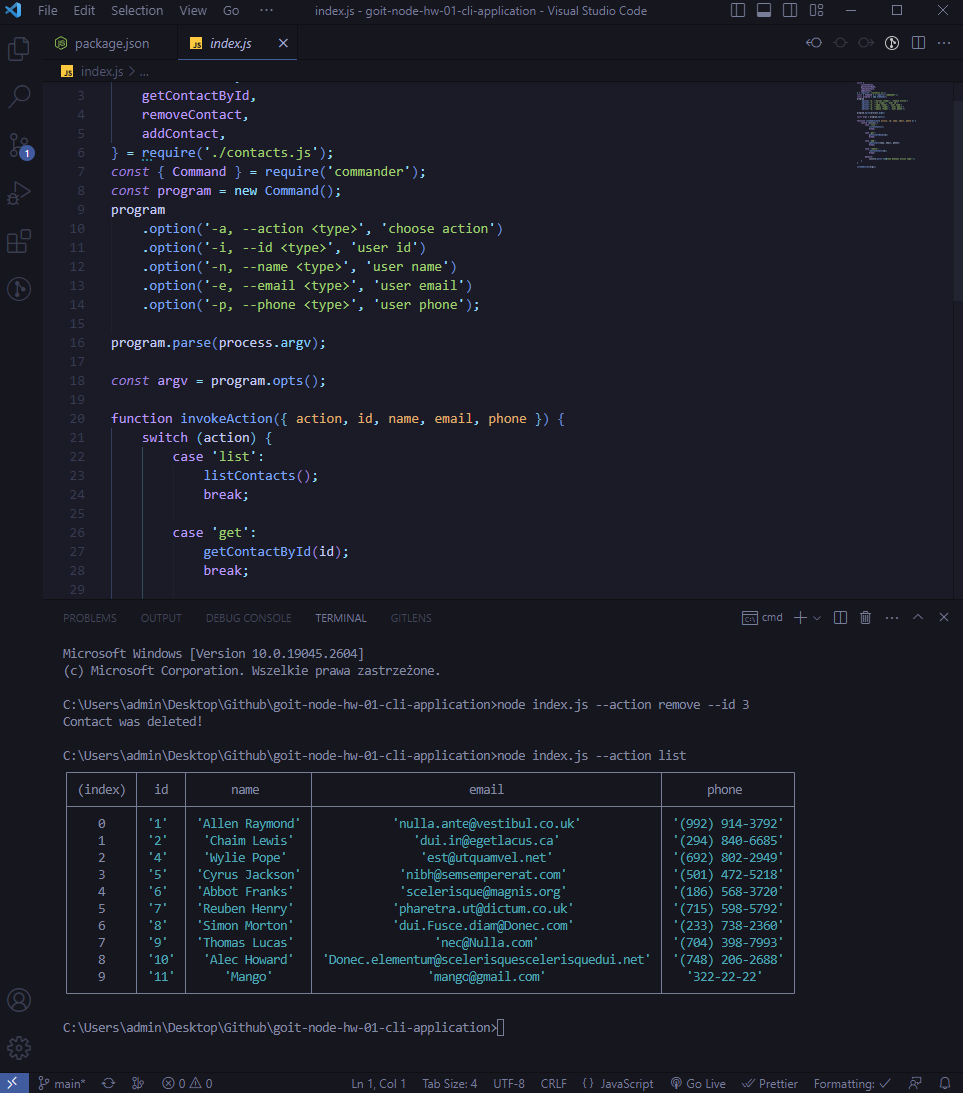 File Edit Selection View Go ··· index.js - goit-node-hw-01-cli-application - Visual Studio Code
package.json index.js
index.js > ...
3 getContactById,
4 removeContact,
5 addContact,
6 } = require('./contacts.js');
7 const { Command } = require('commander');
8 const program = new Command();
9 program
10 .option('-a, --action <type>', 'choose action')
11 .option('-i, --id <type>', 'user id')
12 .option('-n, --name <type>', 'user name')
13 .option('-e, --email <type>', 'user email')
14 .option('-p, --phone <type>', 'user phone');
15
16 program.parse(process.argv);
17
18 const argv = program.opts();
19
20 function invokeAction({ action, id, name, email, phone }) {
21 switch (action) {
22 case 'list':
23 listContacts();
24 break;
25
26 case 'get':
27 getContactById(id);
28 break;
29
1
PROBLEMS OUTPUT DEBUG CONSOLE TERMINAL GITLENS cmd
Microsoft Windows [Version 10.0.19045.2604]
(c) Microsoft Corporation. Wszelkie prawa zastrzeżone.
C:\Users\admin\Desktop\Github\goit-node-hw-01-cli-application>node index.js --action remove --id 3
Contact was deleted!
C:\Users\admin\Desktop\Github\goit-node-hw-01-cli-application>node index.js --action list
(index) id name email phone
0 '1' 'Allen Raymond' 'nulla.ante@vestibul.co.uk' '(992) 914-3792'
1 '2' 'Chaim Lewis' 'dui.in@egetlacus.ca' '(294) 840-6685'
2 '4' 'Wylie Pope' 'est@utquamvel.net' '(692) 802-2949'
3 '5' 'Cyrus Jackson' 'nibh@semsempererat.com' '(501) 472-5218'
4 '6' 'Abbot Franks' 'scelerisque@magnis.org' '(186) 568-3720'
5 '7' 'Reuben Henry' 'pharetra.ut@dictum.co.uk' '(715) 598-5792'
6 '8' 'Simon Morton' 'dui.Fusce.diam@Donec.com' '(233) 738-2360'
7 '9' 'Thomas Lucas' 'nec@Nulla.com' '(704) 398-7993'
8 '10' 'Alec Howard' 'Donec.elementum@scelerisquescelerisquedui.net' '(748) 206-2688'
9 '11' 'Mango' 'mango@gmail.com' '322-22-22'
C:\Users\admin\Desktop\Github\goit-node-hw-01-cli-application>
main* 0 0 Ln 1, Col 1 Tab Size: 4 UTF-8 CRLF {} JavaScript Go Live Prettier Formatting: